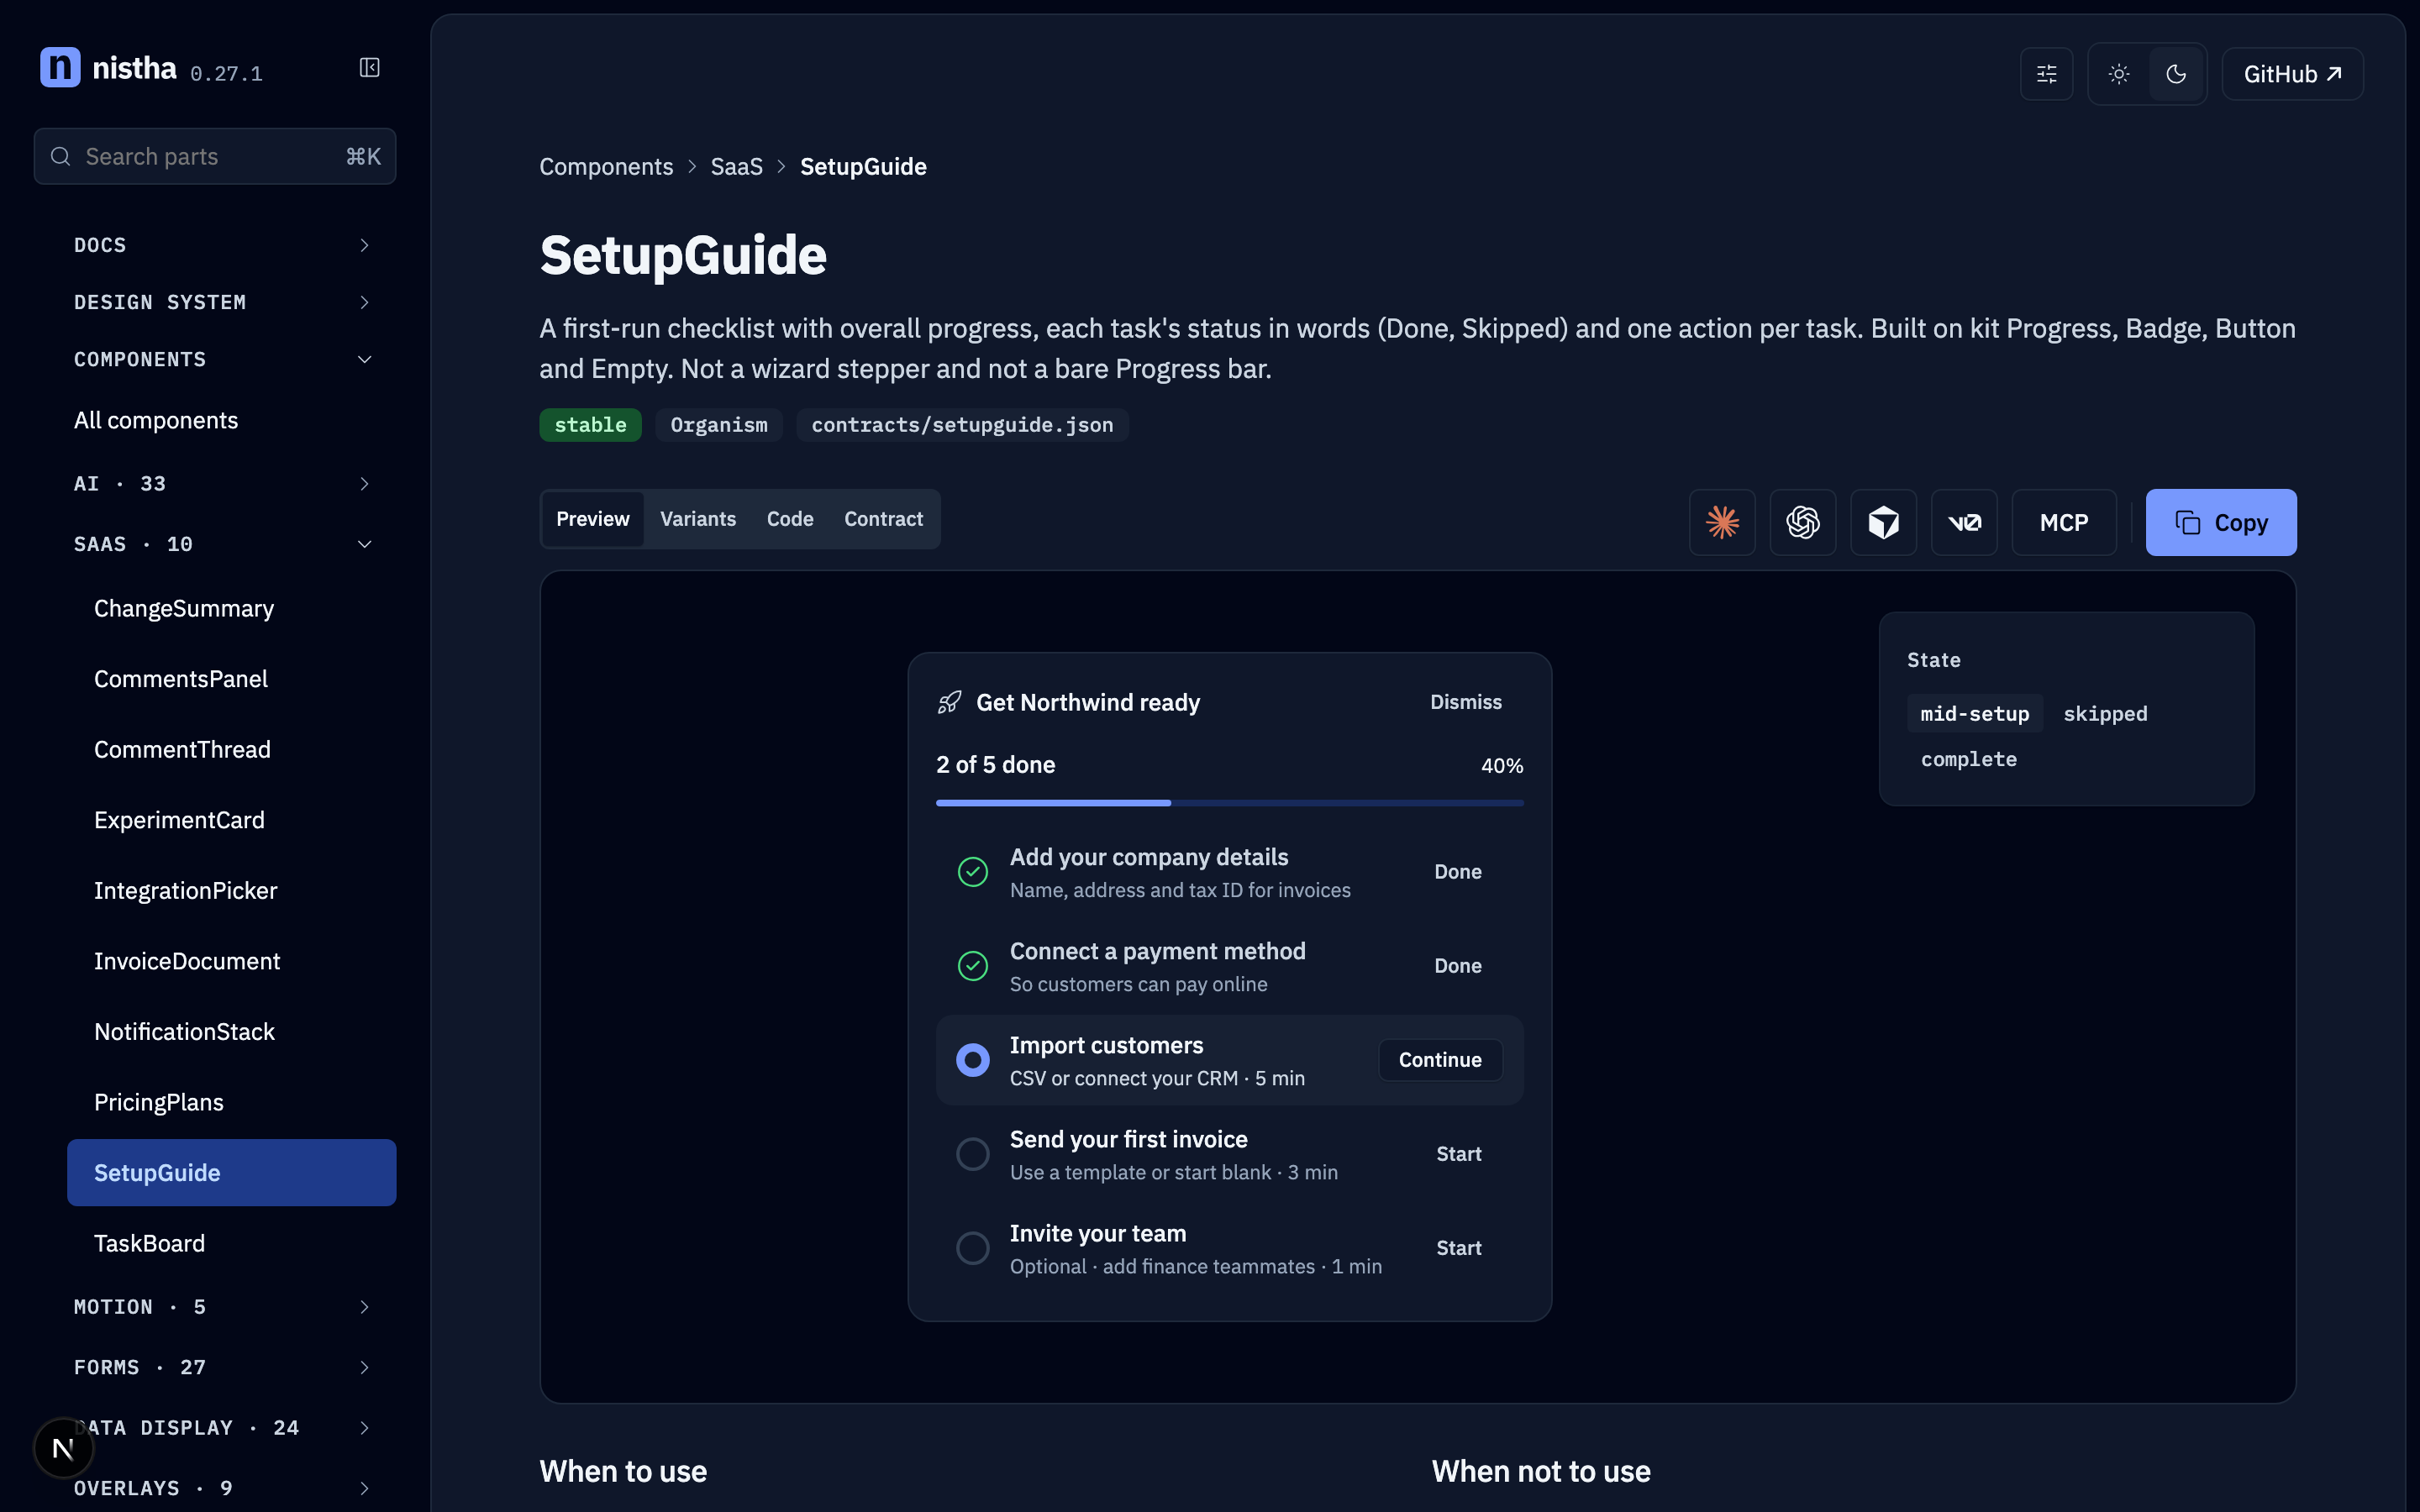 nistha 0.27.1
Search parts ⌘K
DOCS
DESIGN SYSTEM
COMPONENTS
All components
AI · 33
SAAS · 10
ChangeSummary
CommentsPanel
CommentThread
ExperimentCard
IntegrationPicker
InvoiceDocument
NotificationStack
PricingPlans
SetupGuide
TaskBoard
MOTION · 5
FORMS · 27
DATA DISPLAY · 24
OVERLAYS · 9
GitHub
Components > SaaS > SetupGuide
SetupGuide
A first-run checklist with overall progress, each task's status in words (Done, Skipped) and one action per task. Built on kit Progress, Badge, Button
and Empty. Not a wizard stepper and not a bare Progress bar.
stable Organism contracts/setupguide.json
Preview Variants Code Contract
v0 MCP Copy
Get Northwind ready Dismiss
2 of 5 done 40%
Add your company details
Name, address and tax ID for invoices
Done
Connect a payment method
So customers can pay online
Done
Import customers
CSV or connect your CRM · 5 min
Continue
Send your first invoice
Use a template or start blank · 3 min
Start
Invite your team
Optional · add finance teammates · 1 min
Start
State
mid-setup skipped
complete
When to use
When not to use